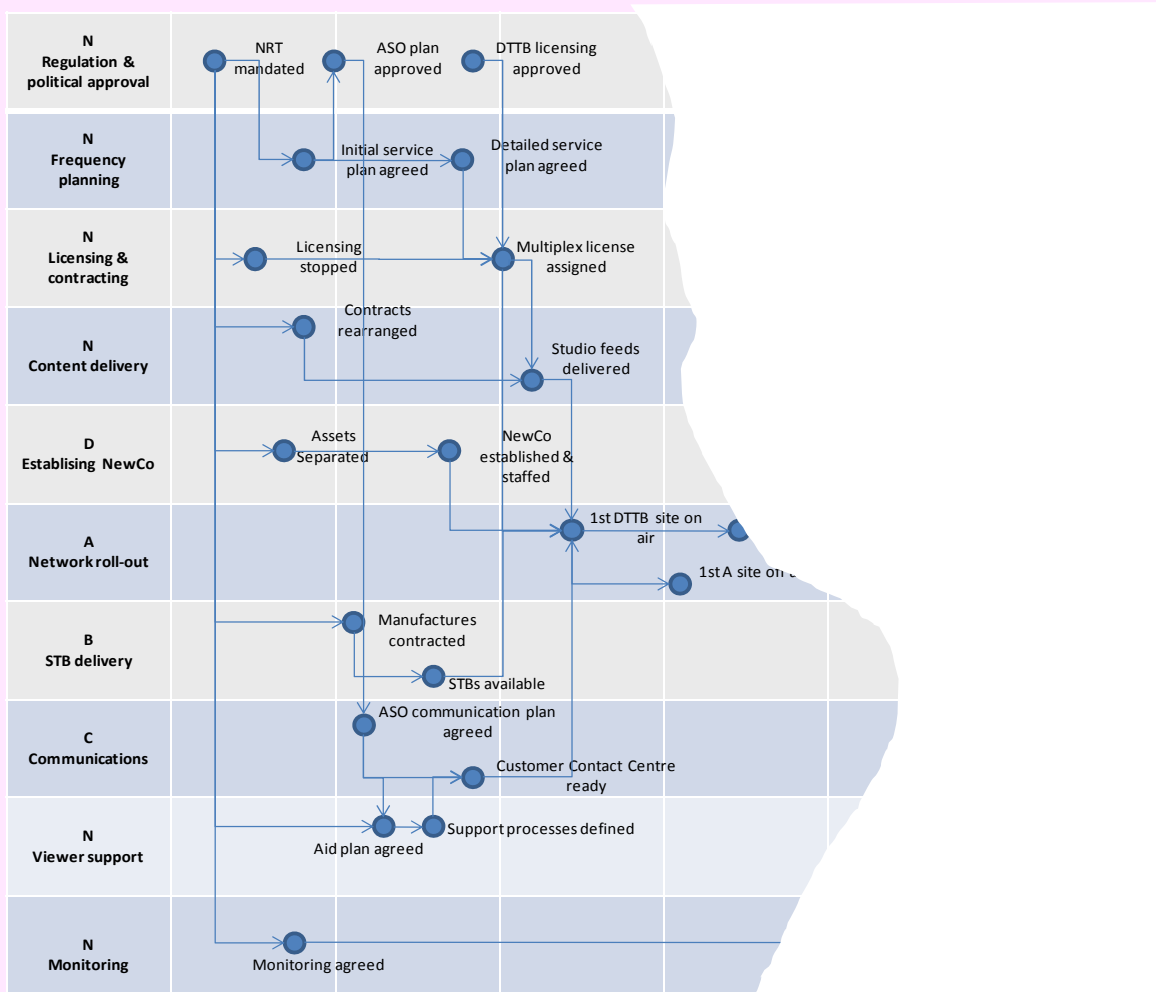 N
Regulation &
political approval
NRT
mandated
ASO plan
approved
DTTB licensing
approved
N
Frequency
planning
Initial service
plan agreed
Detailed service
plan agreed
N
Licensing &
contracting
Licensing
stopped
Multiplex license
assigned
N
Content delivery
Contracts
rearranged
Studio feeds
delivered
D
Establising NewCo
Assets
Separated
NewCo
established &
staffed
A
Network roll-out
1st DTTB site on
air
1st A site off
B
STB delivery
Manufactures
contracted
STBs available
C
Communications
ASO communication plan
agreed
Customer Contact Centre
ready
N
Viewer support
Aid plan agreed
Support processes defined
N
Monitoring
Monitoring agreed